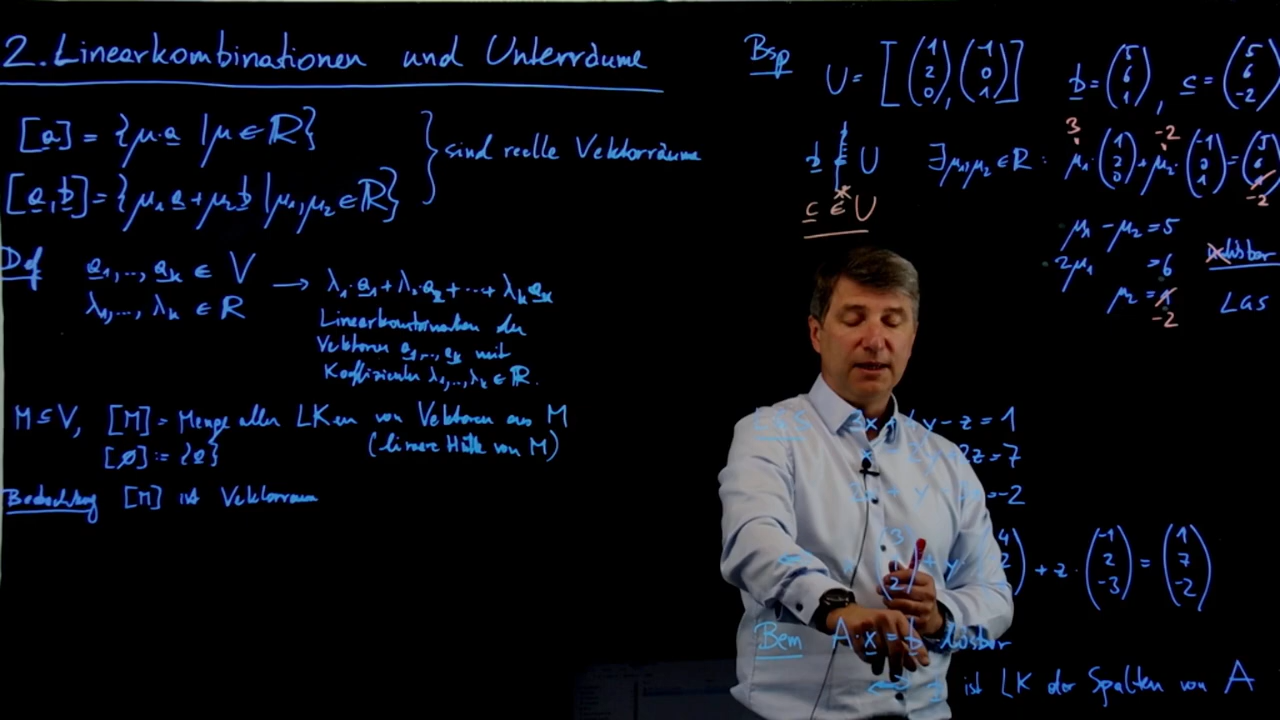 2. Linearkombinationen und Unterräume
[a] = {μ·a | μ ∈ ℝ}
[a,b] = {μ₁a + μ₂b | μ₁,μ₂ ∈ ℝ}
} sind reelle Vektorräume
Def a₁,..., aₖ ∈ V
λ₁,..., λₖ ∈ ℝ
→ λ₁·a₁ + λ₂·a₂ + ... + λₖaₖ
Linearkombination der
Vektoren a₁,...,aₖ mit
Koeffizienten λ₁,...,λₖ ∈ ℝ.
M ⊆ V, [M] = Menge aller LKen von Vektoren aus M
[∅] := {0} (lineare Hülle von M)
Beobachtung [M] ist Vektorraum
Bsp U = [(1 2 0), (-1 0 1)] b = (5 6 1), c = (5 6 -2)
3 -2
b ∉ U ∃μ₁,μ₂ ∈ ℝ: μ₁·(1 2 0) + μ₂·(-1 0 1) = (5 6 1 -2)
c ∈ U
μ₁ - μ₂ = 5
2μ₁ = 6
μ₂ = 1
-2
lösbar
LGS
y - z = 1
2z = 7
= -2
+ z·(-1 2 -3) = (1 7 -2)
Bem A·x = b lösbar
⟺ b ist LK der Spalten von A